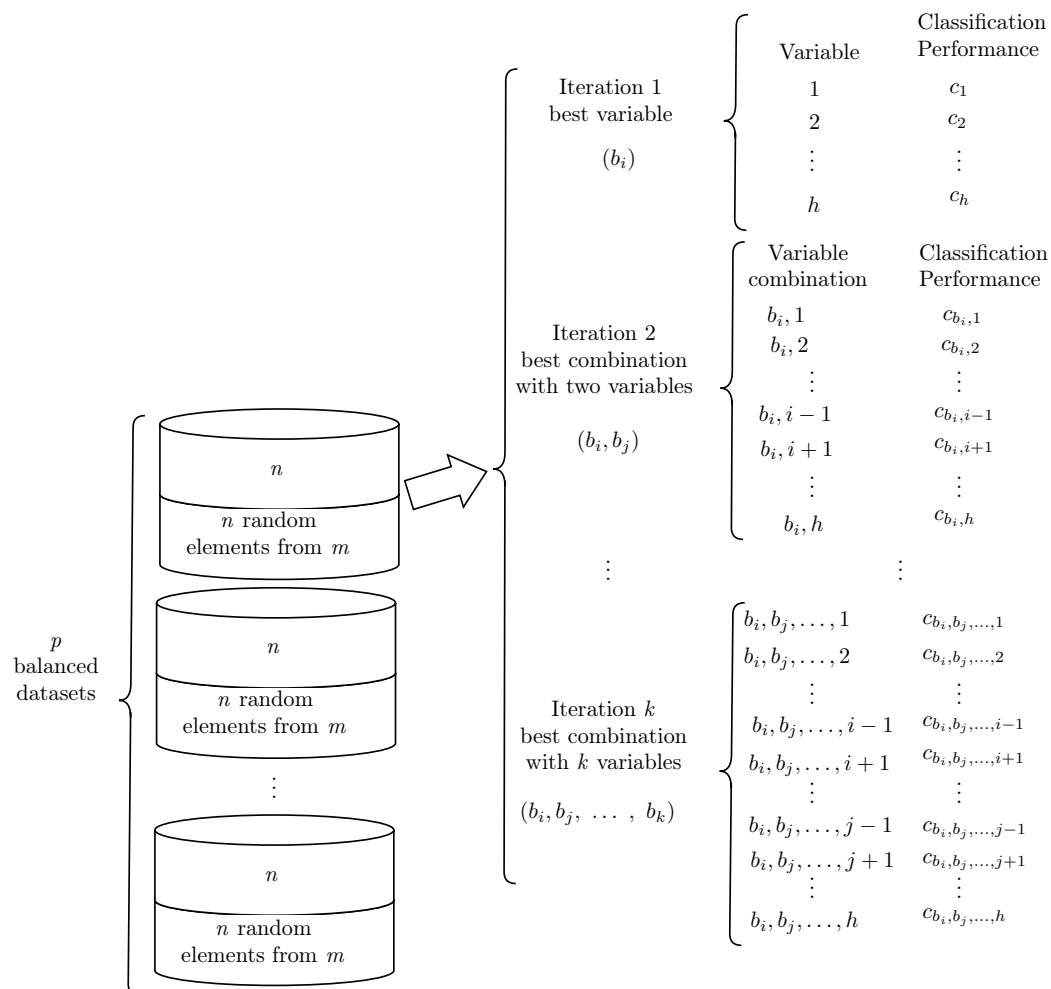 p
balanced
datasets
n
n random
elements from m
n
n random
elements from m
⋮
n
n random
elements from m
Iteration 1
best variable
(b_i)
Variable
Classification
Performance
1 c_1
2 c_2
⋮ ⋮
h c_h
Iteration 2
best combination
with two variables
(b_i, b_j)
Variable
combination
Classification
Performance
b_i, 1 c_{b_i,1}
b_i, 2 c_{b_i,2}
⋮ ⋮
b_i, i − 1 c_{b_i,i−1}
b_i, i + 1 c_{b_i,i+1}
⋮ ⋮
b_i, h c_{b_i,h}
⋮ ⋮
Iteration k
best combination
with k variables
(b_i, b_j, … , b_k)
b_i, b_j, …, 1 c_{b_i,b_j,…,1}
b_i, b_j, …, 2 c_{b_i,b_j,…,2}
⋮ ⋮
b_i, b_j, …, i − 1 c_{b_i,b_j,…,i−1}
b_i, b_j, …, i + 1 c_{b_i,b_j,…,i+1}
⋮ ⋮
b_i, b_j, …, j − 1 c_{b_i,b_j,…,j−1}
b_i, b_j, …, j + 1 c_{b_i,b_j,…,j+1}
⋮ ⋮
b_i, b_j, …, h c_{b_i,b_j,…,h}